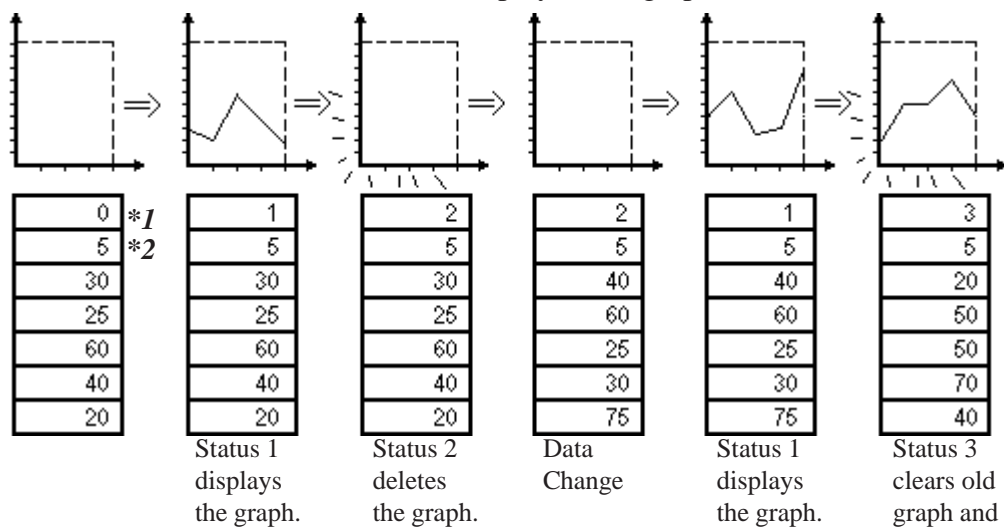 0 1 2 2 1 3
*1
5 5 5 5 5 5
*2
30 30 30 40 40 20
25 25 25 60 60 50
60 60 60 25 25 50
40 40 40 30 30 70
20 20 20 75 75 40
Status 1 Status 2 Data Status 1 Status 3
displays deletes Change displays clears old
the graph. the graph. the graph. graph and